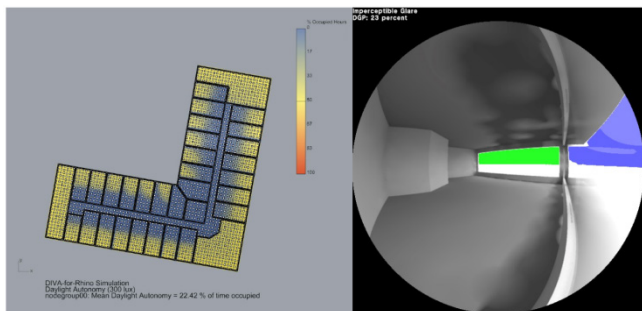 % Occupied Hours
DIVA-for-Rhino Simulation
Daylight Autonomy (300 lux)
nodegroup60: Mean Daylight Autonomy = 22.42 % of time occupied
Imperceptible Glare
DGP: 23 percent